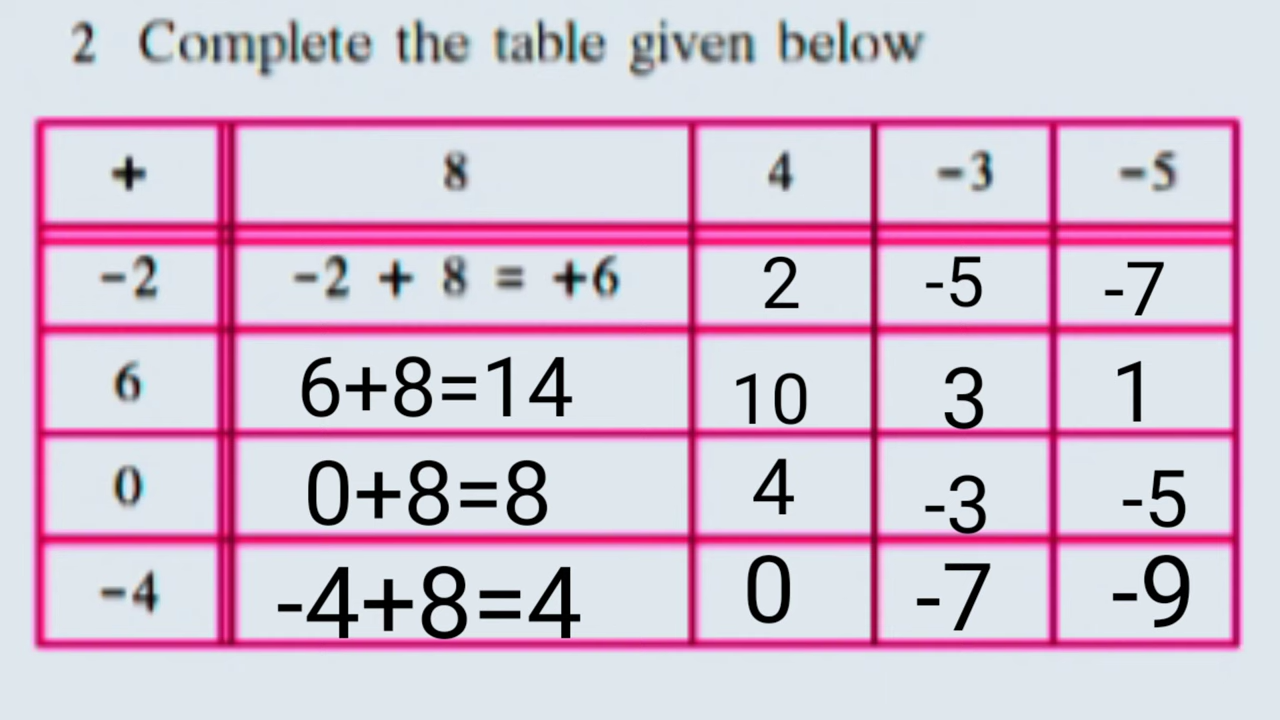 2 Complete the table given below
+ 8 4 -3 -5
-2 -2 + 8 = +6 2 -5 -7
6 6+8=14 10 3 1
0 0+8=8 4 -3 -5
-4 -4+8=4 0 -7 -9